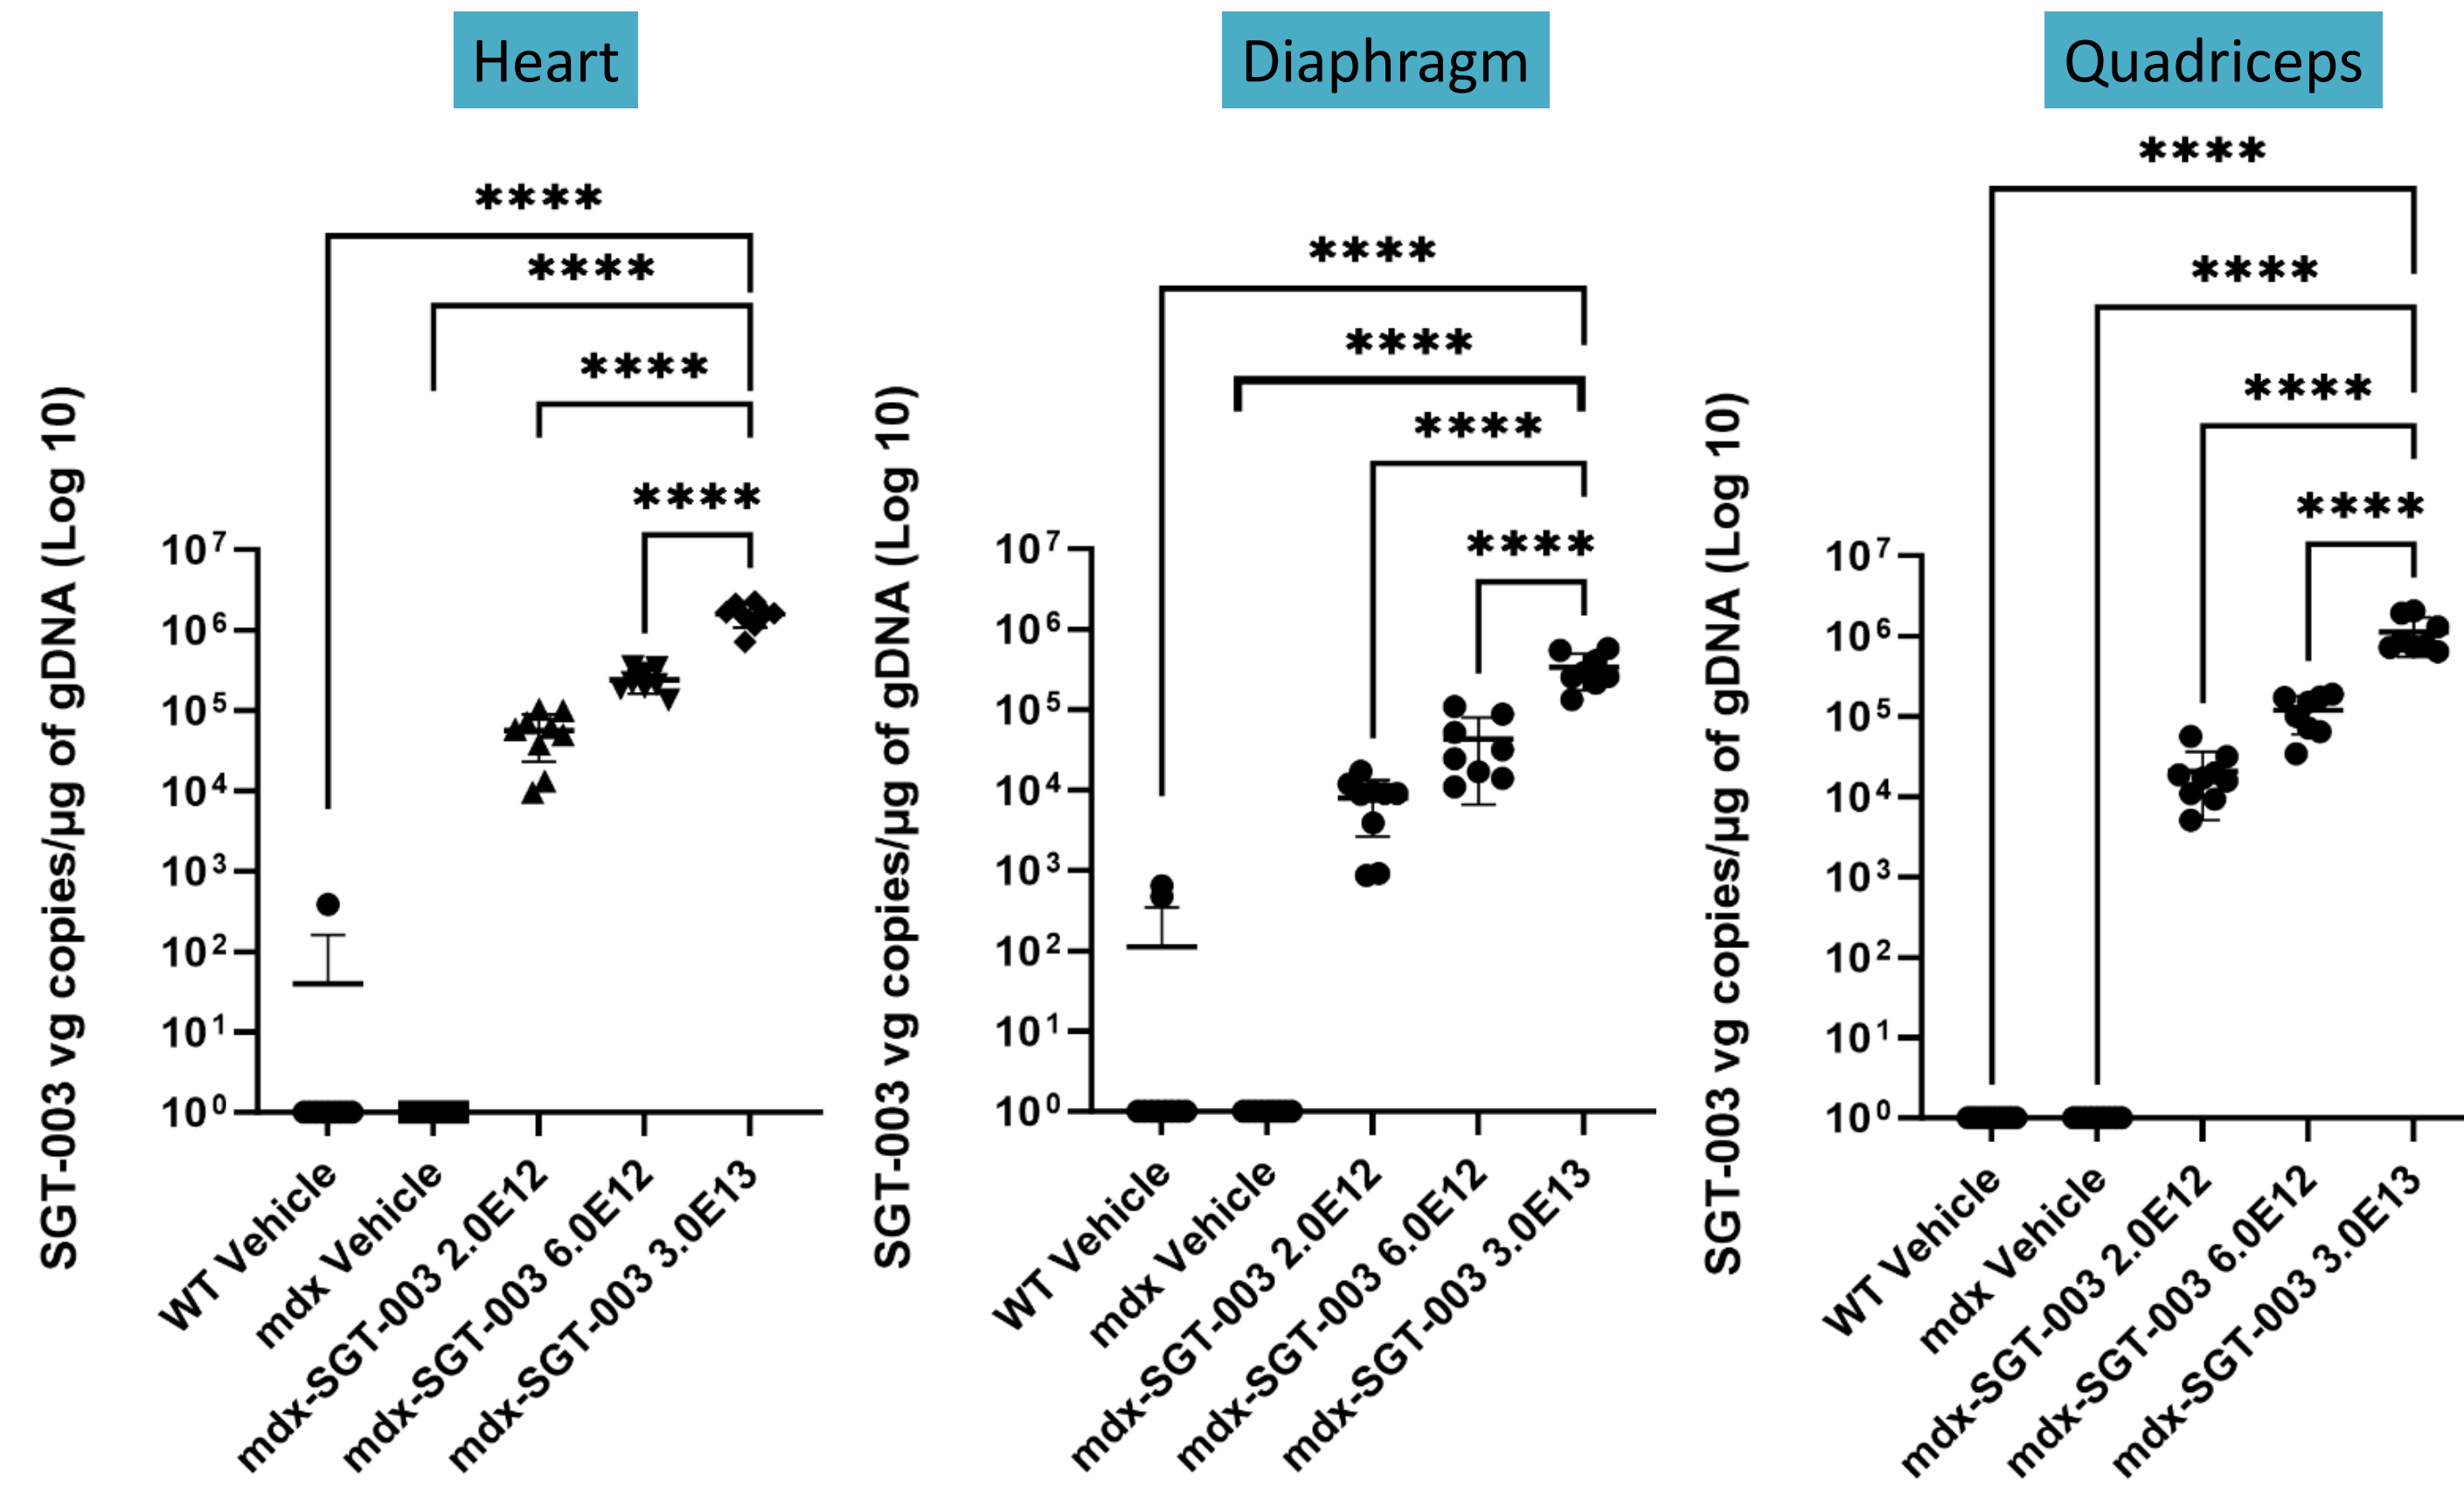 Heart
****
****
****
****
SGT-003 vg copies/µg of gDNA (Log 10)
10⁷
10⁶
10⁵
10⁴
10³
10²
10¹
10⁰
WT Vehicle
mdx Vehicle
mdx-SGT-003 2.0E12
mdx-SGT-003 6.0E12
mdx-SGT-003 3.0E13
Diaphragm
****
****
****
****
SGT-003 vg copies/µg of gDNA (Log 10)
10⁷
10⁶
10⁵
10⁴
10³
10²
10¹
10⁰
WT Vehicle
mdx Vehicle
mdx-SGT-003 2.0E12
mdx-SGT-003 6.0E12
mdx-SGT-003 3.0E13
Quadriceps
****
****
****
****
SGT-003 vg copies/µg of gDNA (Log 10)
10⁷
10⁶
10⁵
10⁴
10³
10²
10¹
10⁰
WT Vehicle
mdx Vehicle
mdx-SGT-003 2.0E12
mdx-SGT-003 6.0E12
mdx-SGT-003 3.0E13